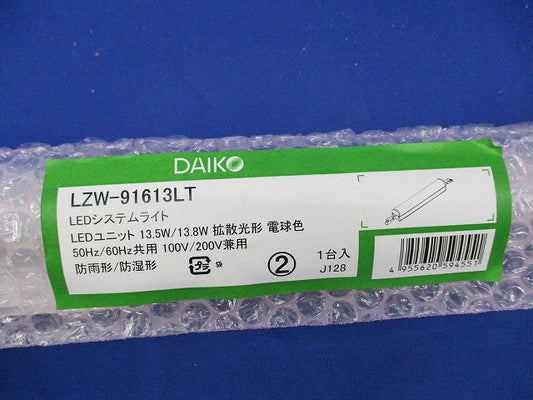 DAIKO
LZW-91613LT
LEDシステムライト
LEDユニット 13.5W/13.8W 拡散光形 電球色
50Hz/60Hz共用 100V/200V兼用
防雨形/防湿形
プラ 袋
②
1台入
J128
4 955620 594551